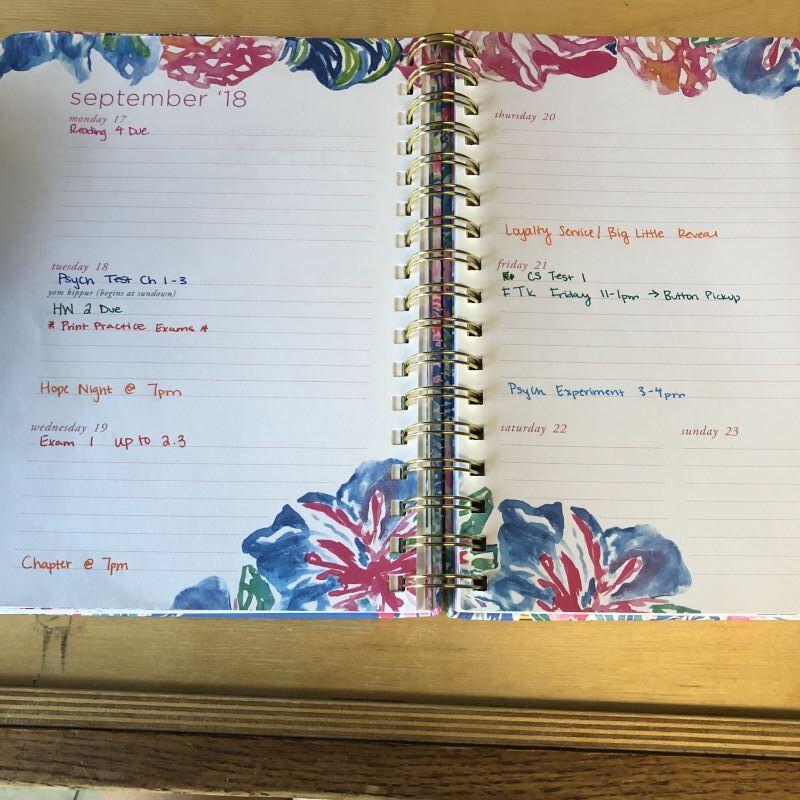 september '18
monday 17
Reading 4 Due
tuesday 18
Psych Test Ch 1-3
yom kippur (begins at sundown)
HW 2 Due
* Print Practice Exams *
Hope Night @ 7pm
wednesday 19
Exam 1 up to 2.3
Chapter @ 7pm
thursday 20
Loyalty Service/ Big Little Reveal
friday 21
CS Test 1
FTK Friday 11-1pm → Button Pickup
Psych Experiment 3-4pm
saturday 22
sunday 23